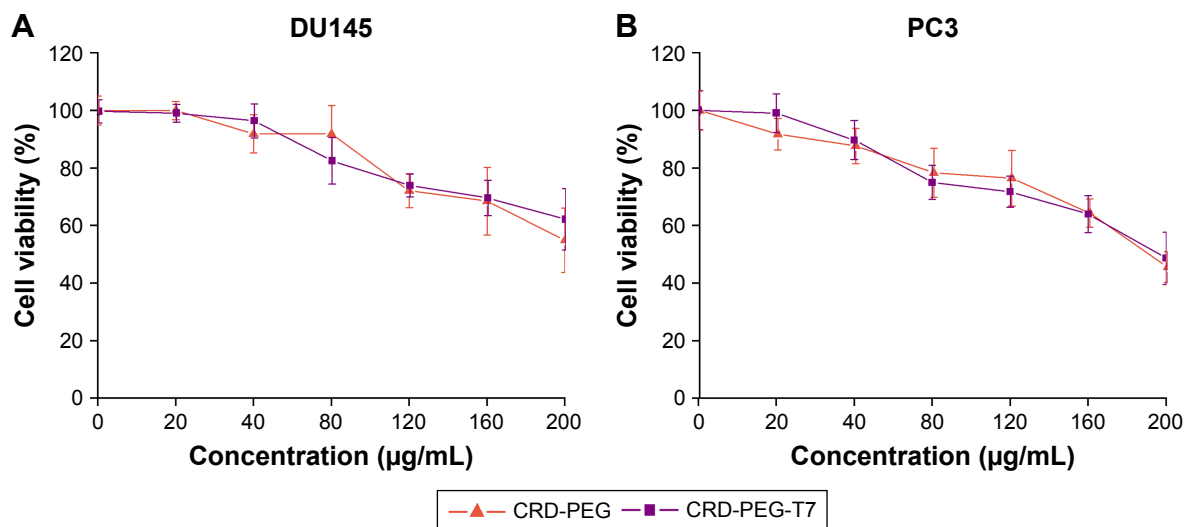 A
DU145
Cell viability (%)
120
100
80
60
40
20
0
0 20 40 80 120 160 200
Concentration (µg/mL)
B
PC3
Cell viability (%)
120
100
80
60
40
20
0
0 20 40 80 120 160 200
Concentration (µg/mL)
CRD-PEG CRD-PEG-T7